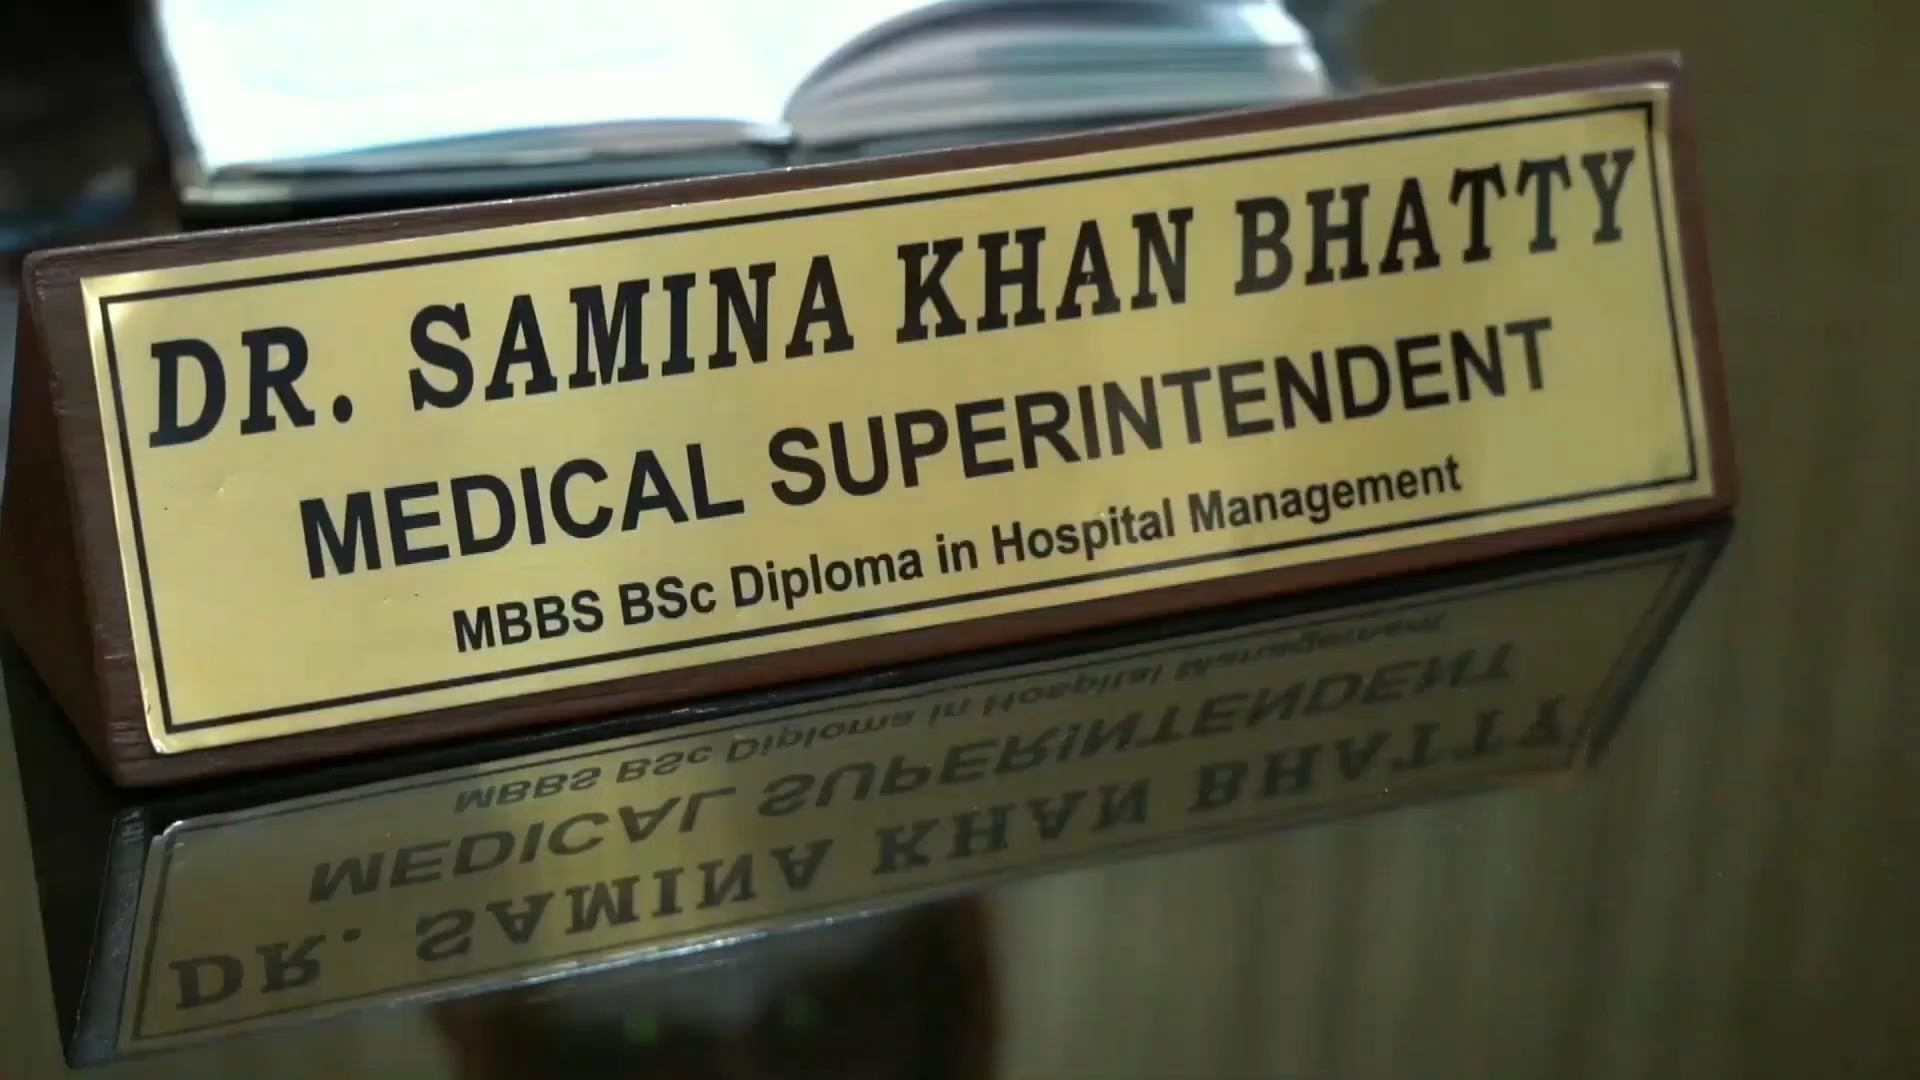 DR. SAMINA KHAN BHATTY
MEDICAL SUPERINTENDENT
MBBS BSc Diploma in Hospital Management